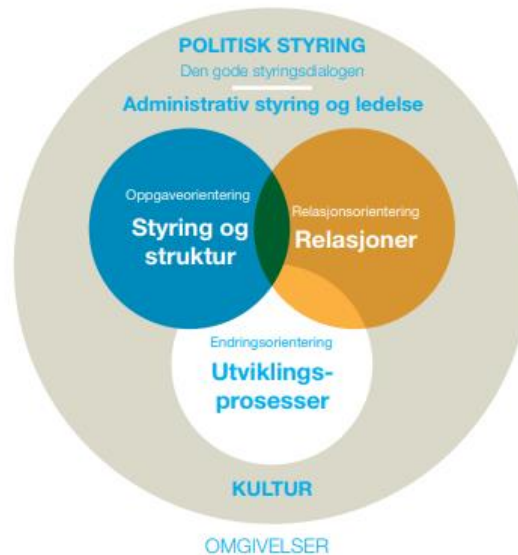 POLITISK STYRING
Den gode styringsdialogen
Administrativ styring og ledelse
Oppgaveorientering
Styring og
struktur
Relasjonsorientering
Relasjoner
Endringsorientering
Utviklings-
prosesser
KULTUR
OMGIVELSER